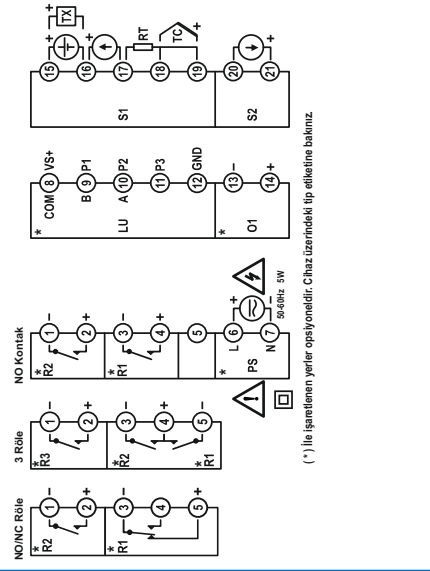 NO/NC Röle
* R2
1 –
2 +
* R1
3 –
4
5 +
3 Röle
* R3
1 –
2 +
* R2
3 –
4 +
* R1
5 –
NO Kontak
* R2
1 –
2 +
* R1
3 –
4 +
5
* PS
L 6 +
N 7 –
50-60Hz 5W
* LU
COM 8 VS+
B 9 P1
A 10 P2
11 P3
12 GND
* O1
13 –
14 +
S1
15
16
17
18
19
+ TX
+
+
RT
TC +
S2
20
21
+
( * ) İle işaretlenen yerler opsiyoneldir. Cihaz üzerindeki tip etiketine bakınız.